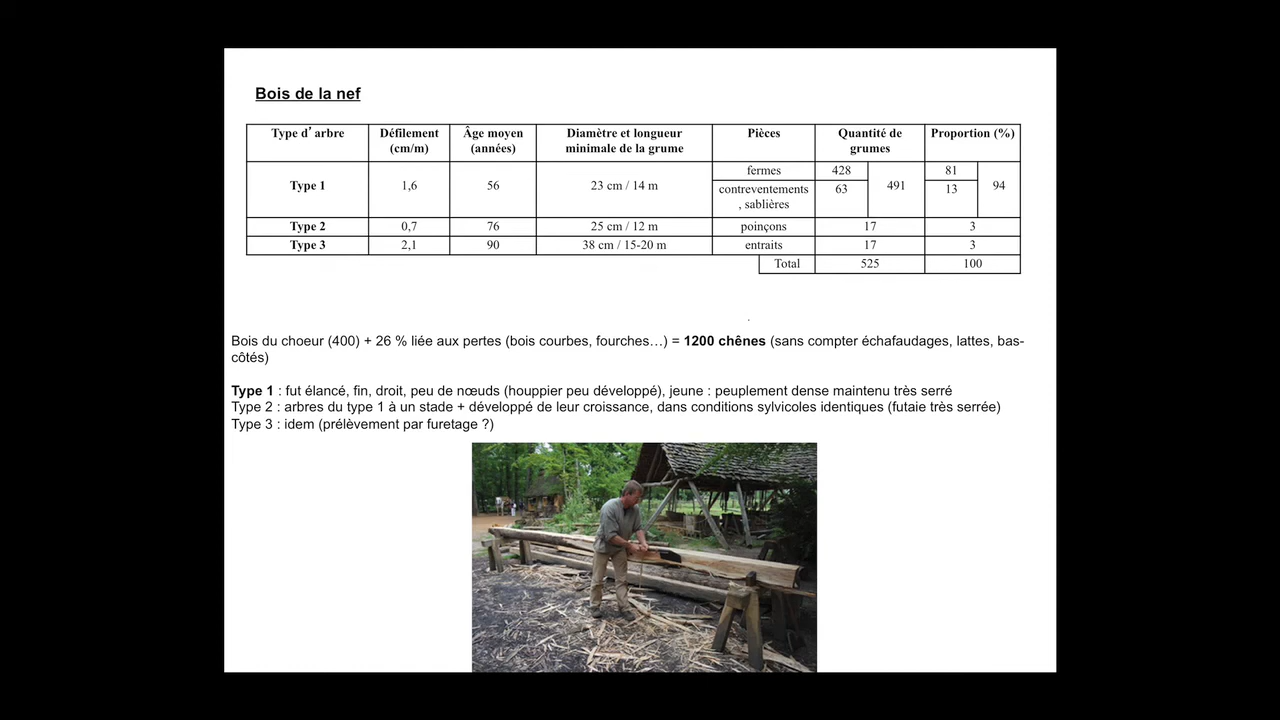 Bois de la nef
Type d’arbre Défilement Âge moyen Diamètre et longueur Pièces Quantité de Proportion (%)
(cm/m) (années) minimale de la grume grumes
fermes 428 81
Type 1 1,6 56 23 cm / 14 m contreventements 63 491 13 94
, sablières
Type 2 0,7 76 25 cm / 12 m poinçons 17 3
Type 3 2,1 90 38 cm / 15-20 m entraits 17 3
Total 525 100
Bois du choeur (400) + 26 % liée aux pertes (bois courbes, fourches…) = 1200 chênes (sans compter échafaudages, lattes, bas-
côtés)
Type 1 : fut élancé, fin, droit, peu de nœuds (houppier peu développé), jeune : peuplement dense maintenu très serré
Type 2 : arbres du type 1 à un stade + développé de leur croissance, dans conditions sylvicoles identiques (futaie très serrée)
Type 3 : idem (prélèvement par furetage ?)